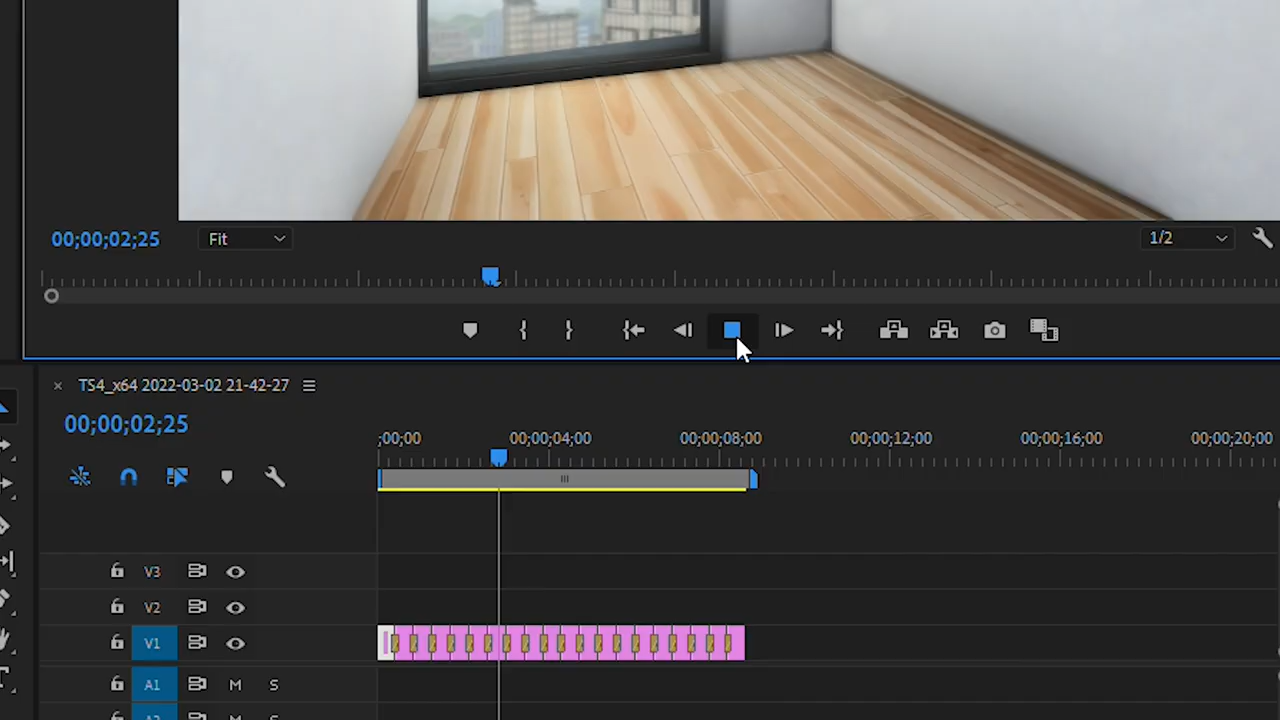 00;00;02;25
Fit
1/2
TS4_x64 2022-03-02 21-42-27
00;00;02;25
;00;00
00;00;04;00
00;00;08;00
00;00;12;00
00;00;16;00
00;00;20;00
V3
V2
V1
A1 M S